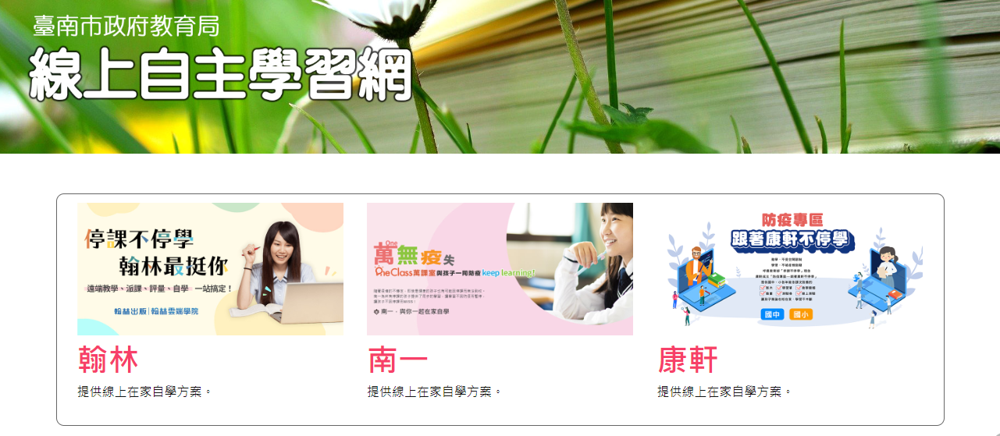 臺南市政府教育局
線上自主學習網
停課不停學
翰林最挺你
遠端教學、派課、評量、自學 一站搞定!
翰林出版|翰林雲端學院
翰林
提供線上在家自學方案。
One
萬無疫失
OneClass萬課室與孩子一同防疫 keep learning!
南一,與你一起在家自學
南一
提供線上在家自學方案。
防疫專區
跟著康軒不停學
國中 國小
康軒
提供線上在家自學方案。